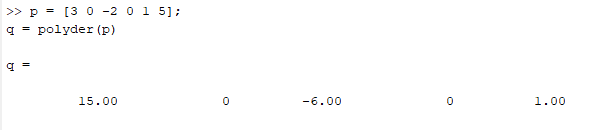 >> p = [3 0 -2 0 1 5];
q = polyder(p)
q =
15.00 0 -6.00 0 1.00